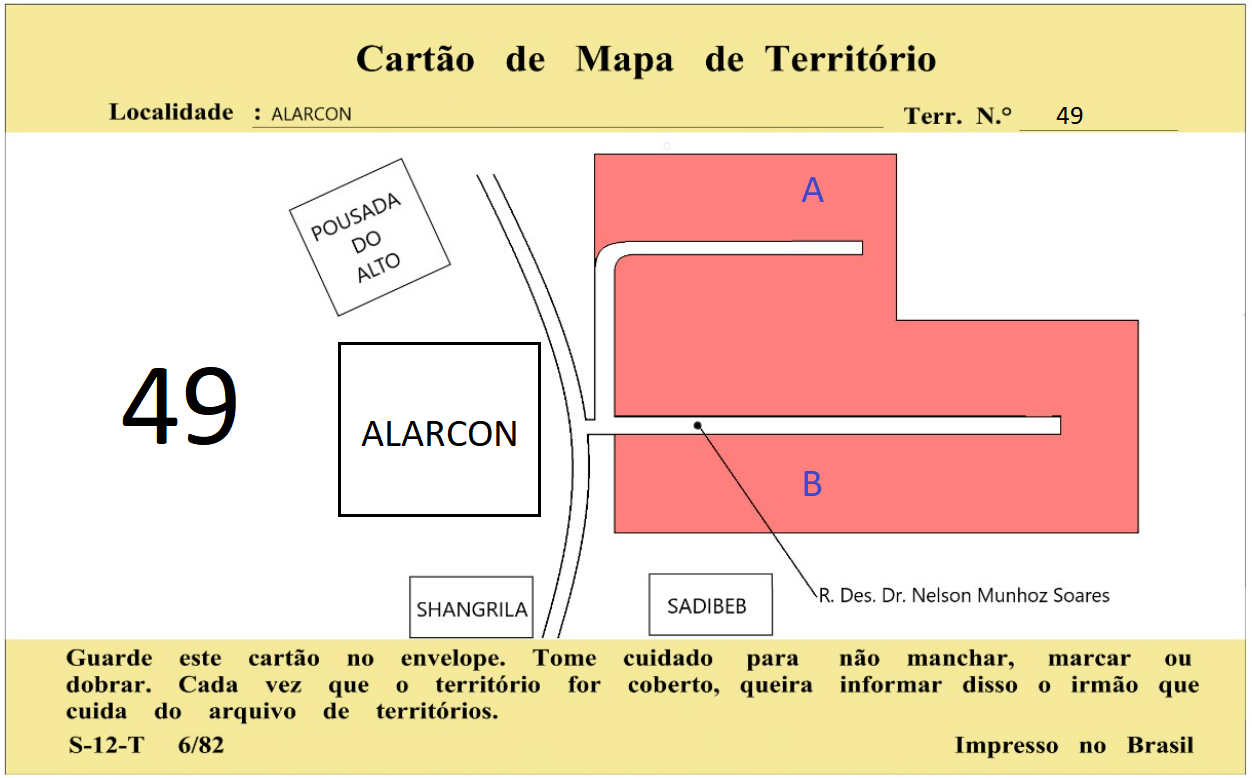 Cartão de Mapa de Território
Localidade : ALARCON
Terr. N.° 49
POUSADA
DO
ALTO
A
49
ALARCON
B
SHANGRILA
SADIBEB
R. Des. Dr. Nelson Munhoz Soares
Guarde este cartão no envelope. Tome cuidado para não manchar, marcar ou
dobrar. Cada vez que o território for coberto, queira informar disso o irmão que
cuida do arquivo de territórios.
S-12-T 6/82
Impresso no Brasil